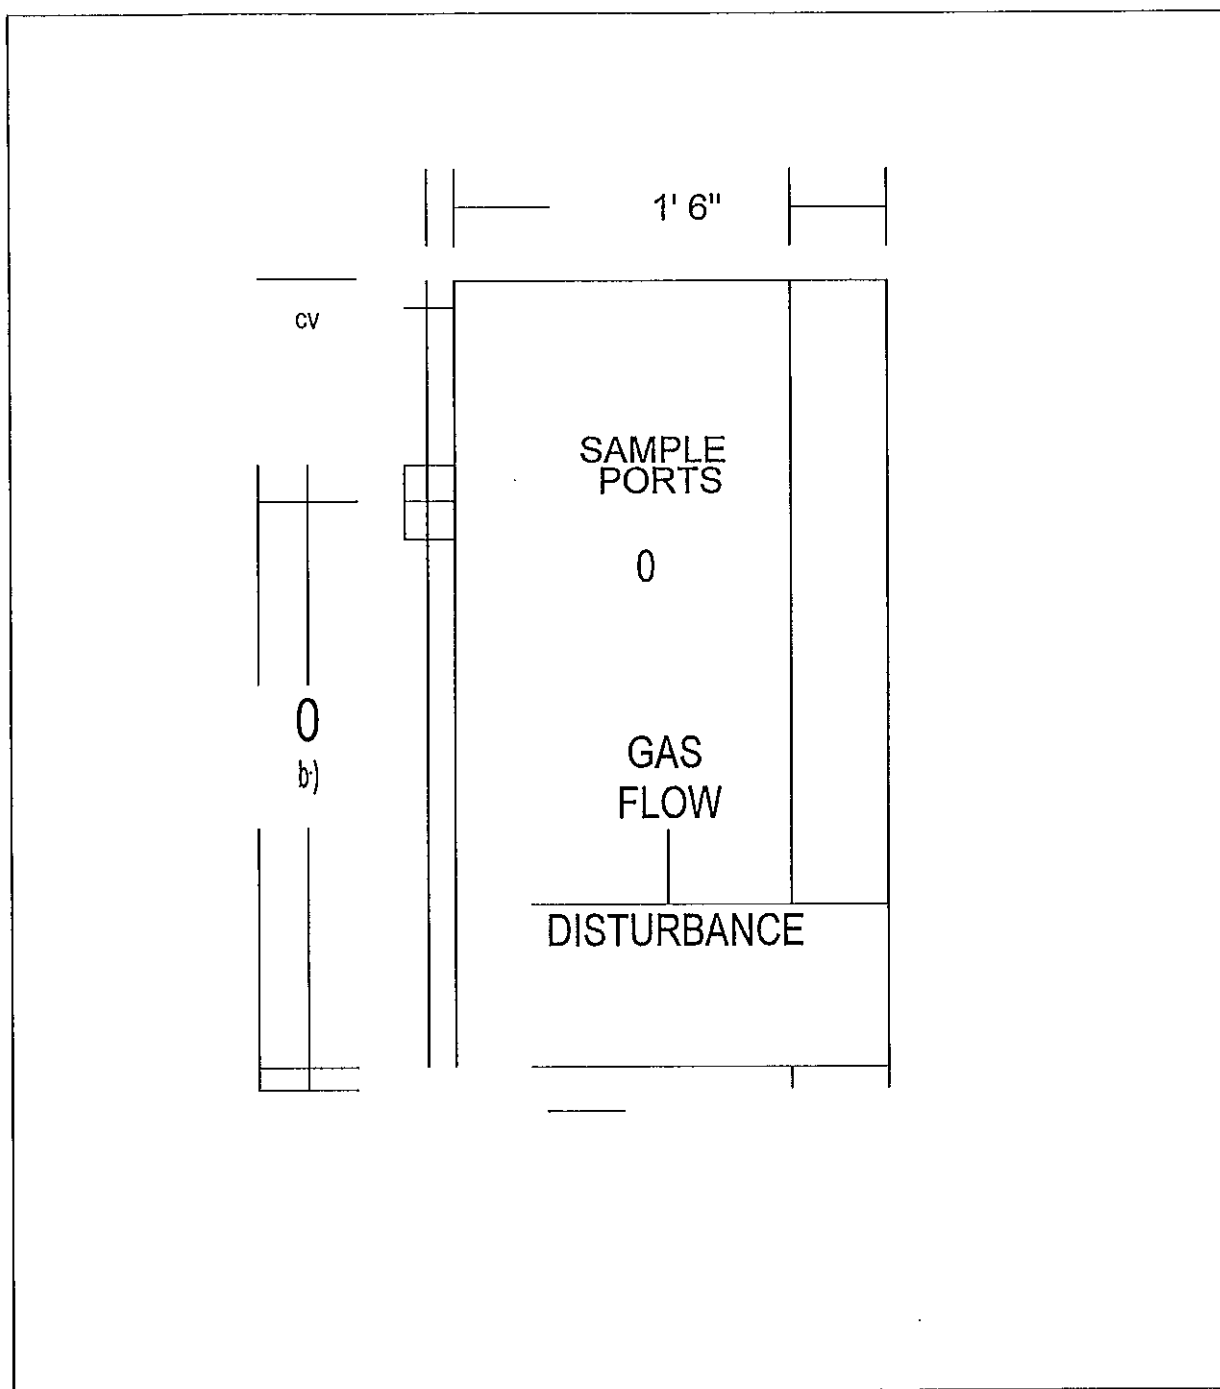 1' 6"
cv
SAMPLE
PORTS
0
0
b·)
GAS
FLOW
DISTURBANCE